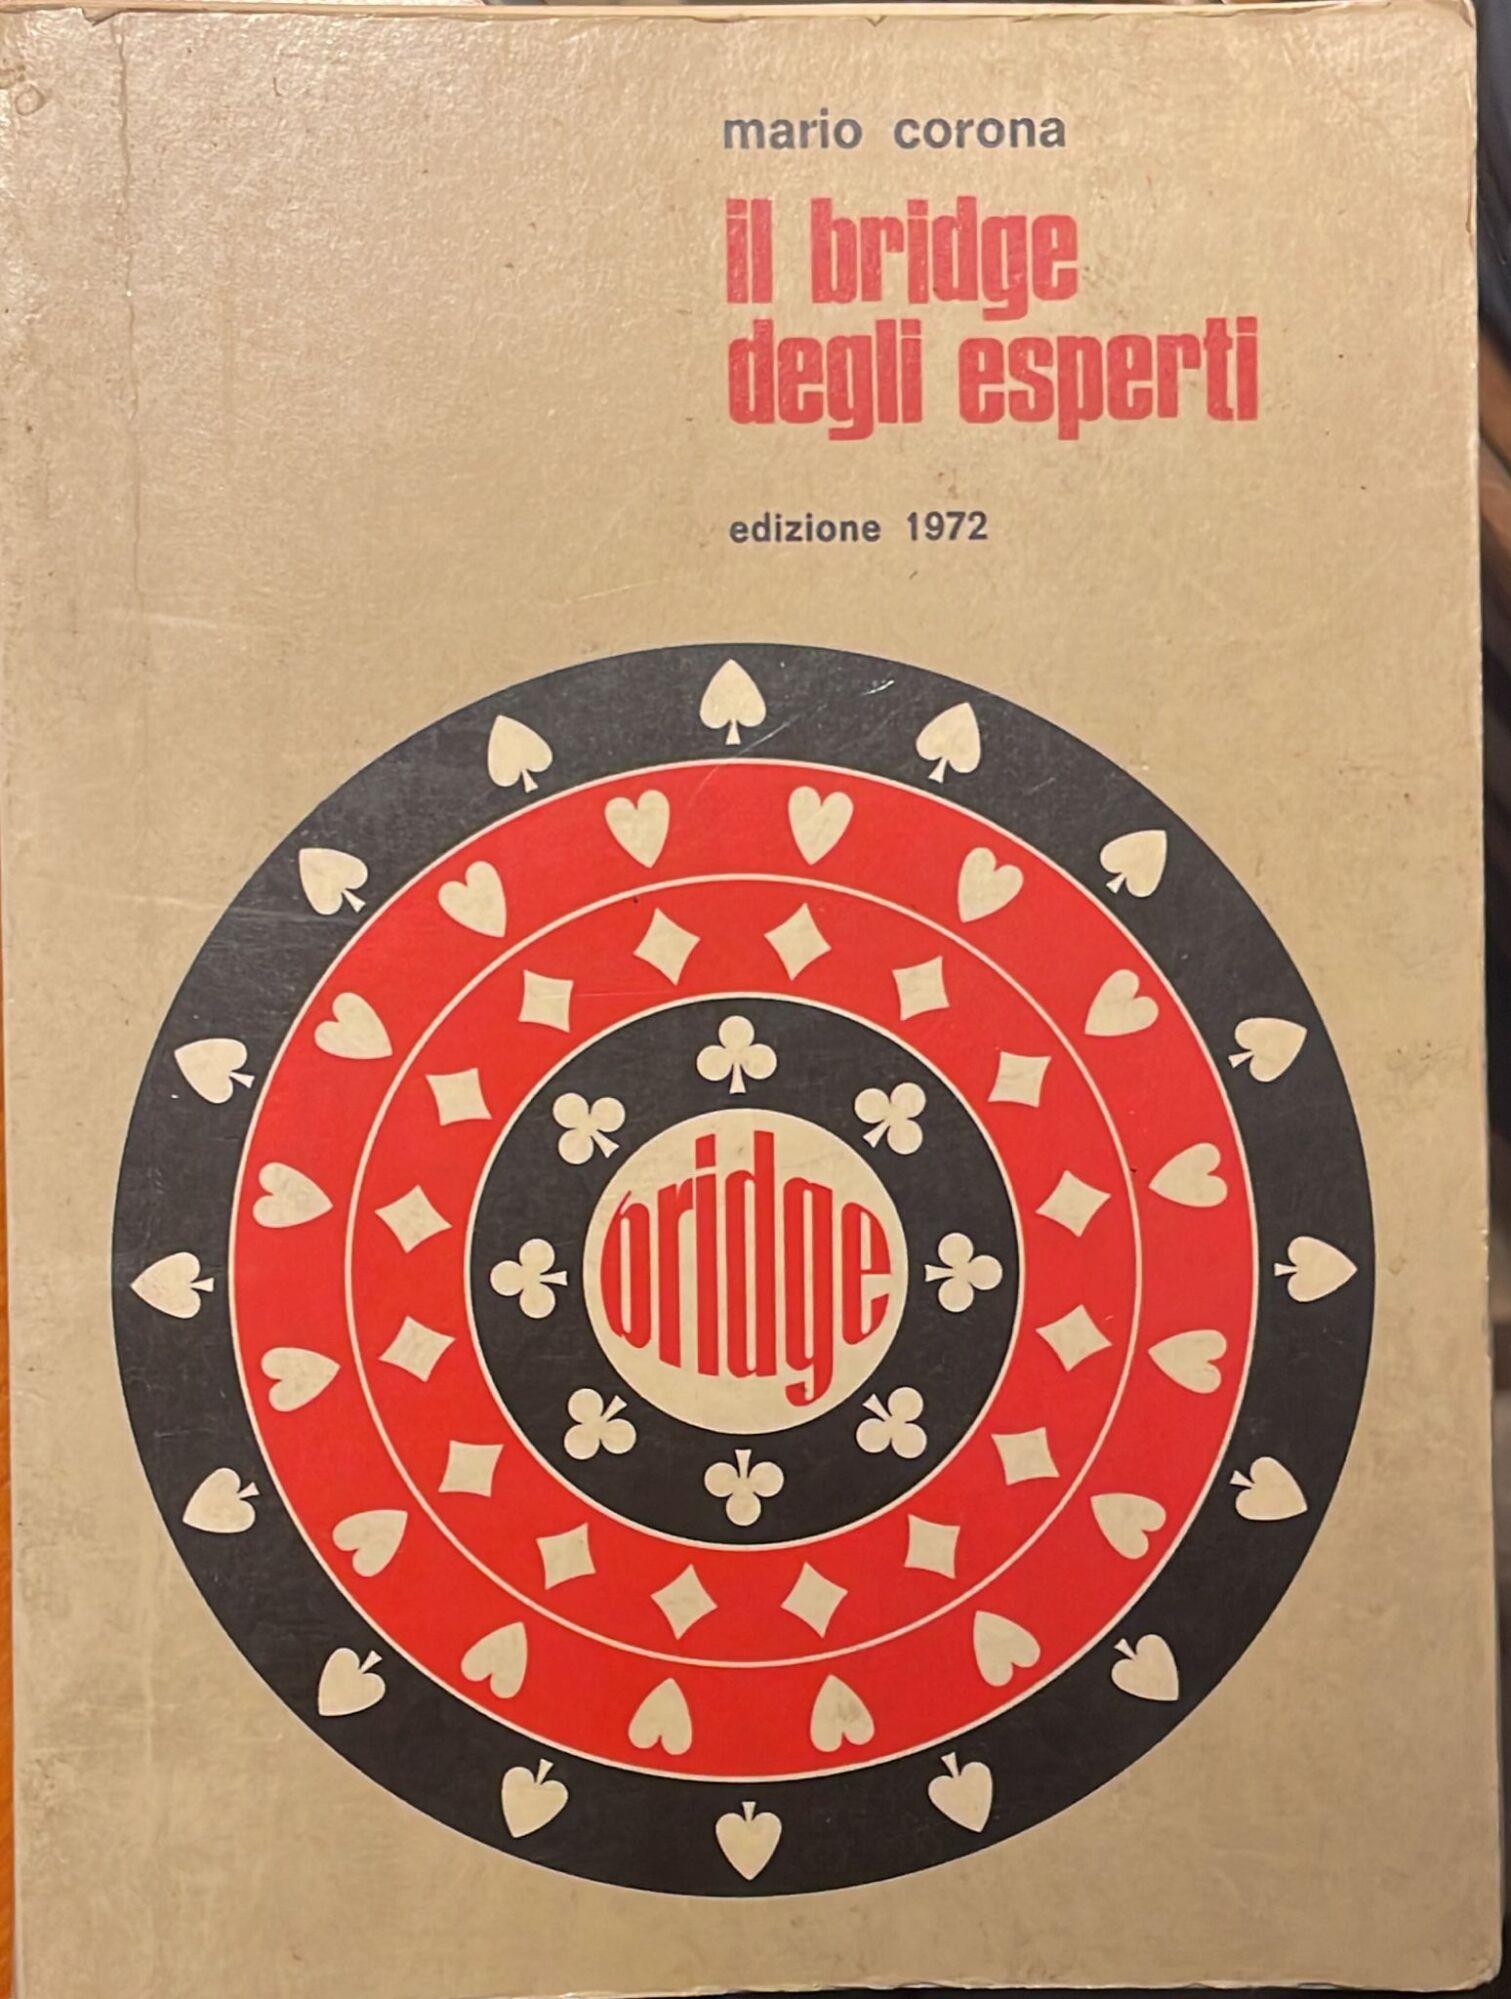 mario corona
il bridge
degli esperti
edizione 1972
bridge